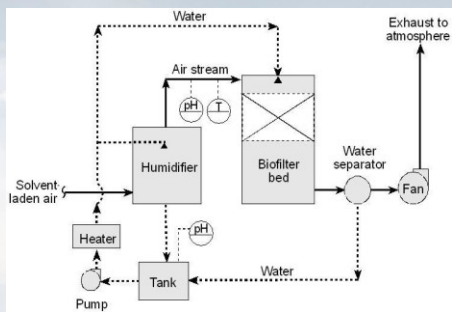 Water
Exhaust to
atmosphere
Air stream
pH
T
Humidifier
Biofilter
bed
Water
separator
Solvent-
laden air
Fan
Heater
pH
Tank
Water
Pump